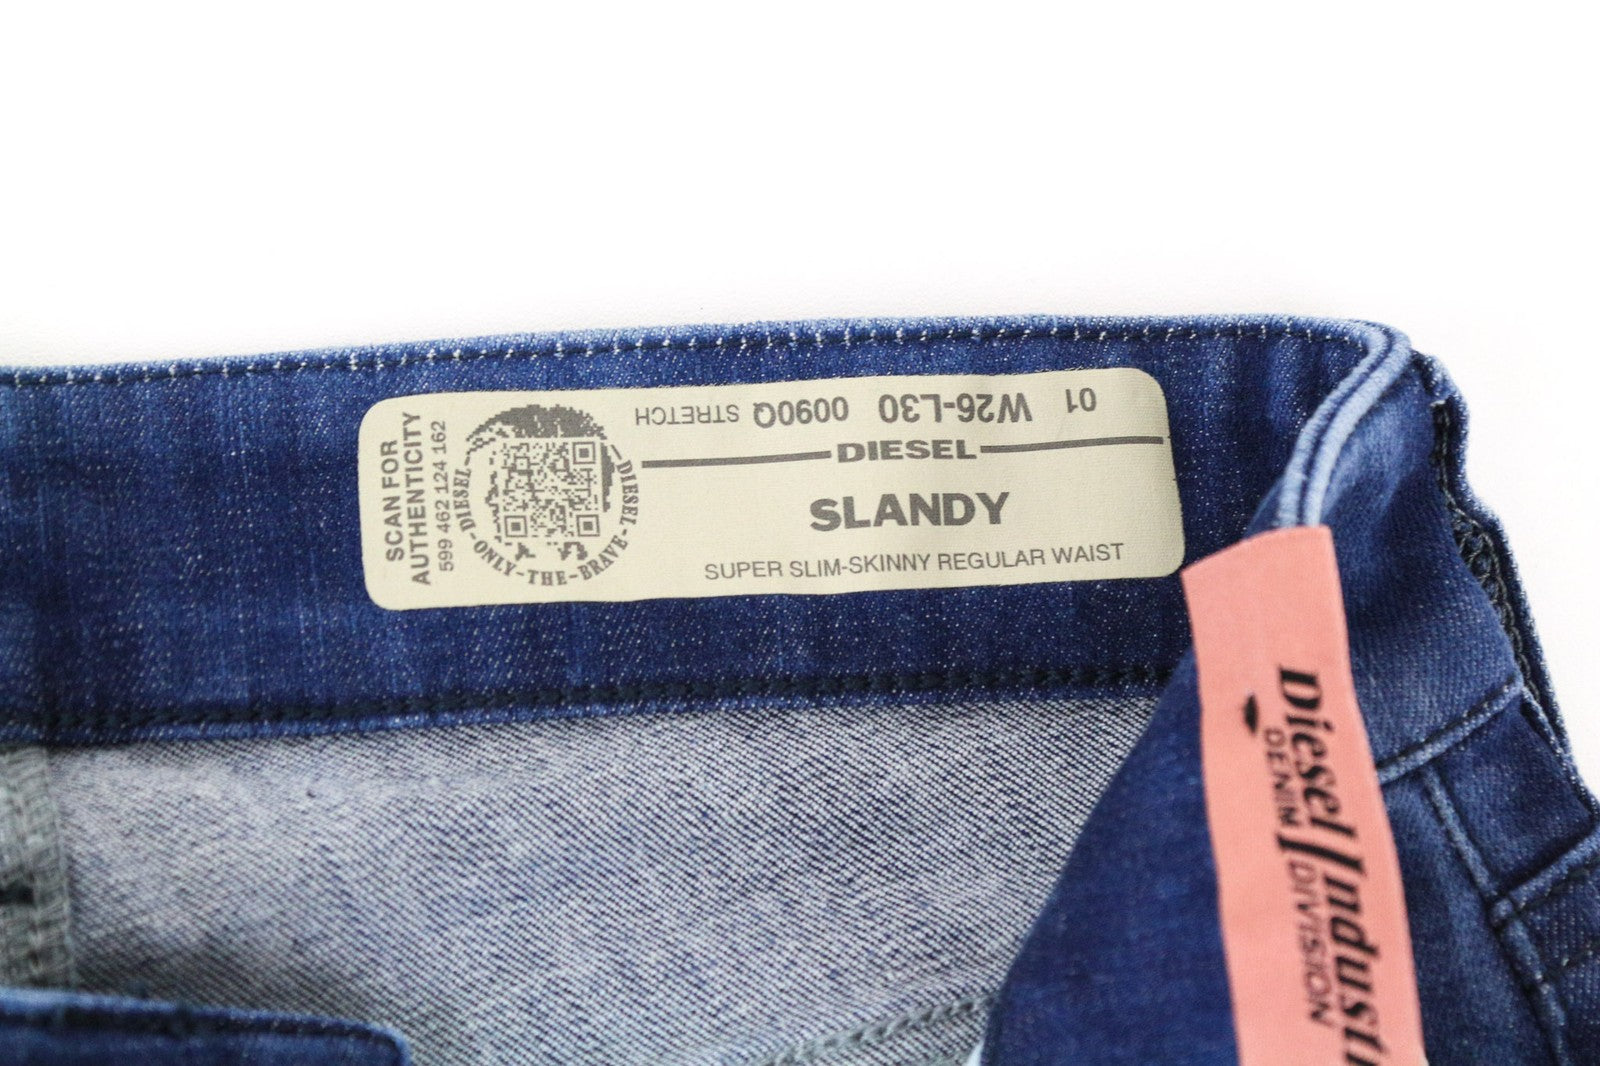 SCAN FOR
AUTHENTICITY
599 462 124 162
DIESEL-ONLY-THE-BRAVE-DIESEL
01 W26-L30 0090Q STRETCH
DIESEL
SLANDY
SUPER SLIM-SKINNY REGULAR WAIST
Diesel
DENIM DIVISION